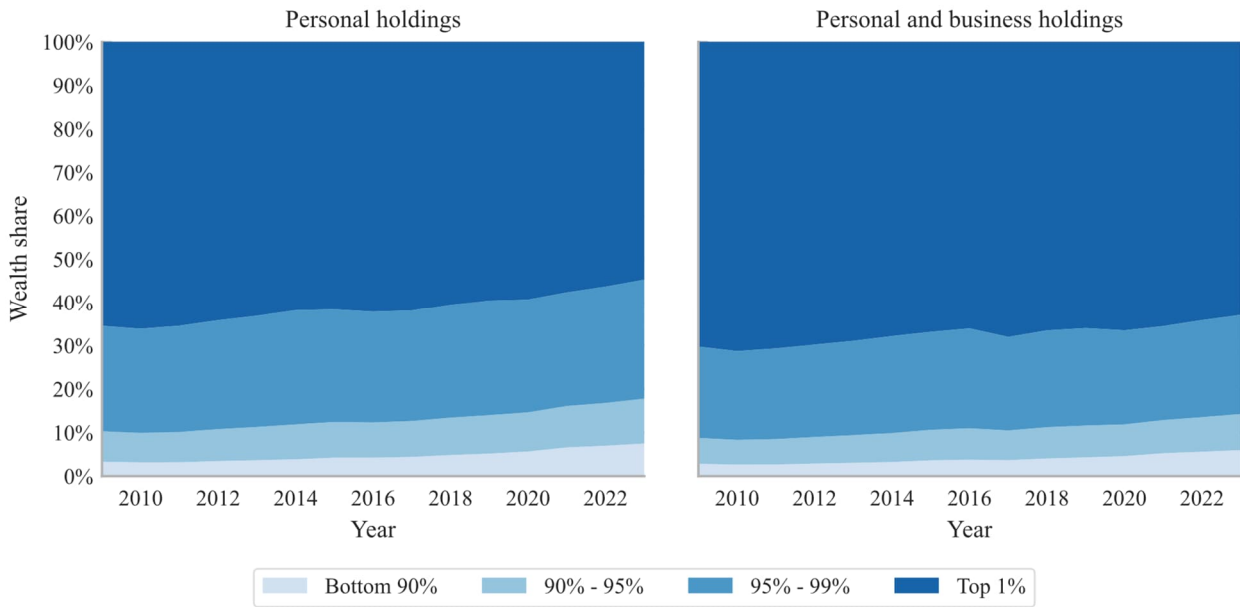 Personal holdings
Personal and business holdings
100%
90%
80%
70%
60%
50%
40%
30%
20%
10%
0%
Wealth share
2010 2012 2014 2016 2018 2020 2022
2010 2012 2014 2016 2018 2020 2022
Year
Year
Bottom 90% 90% - 95% 95% - 99% Top 1%